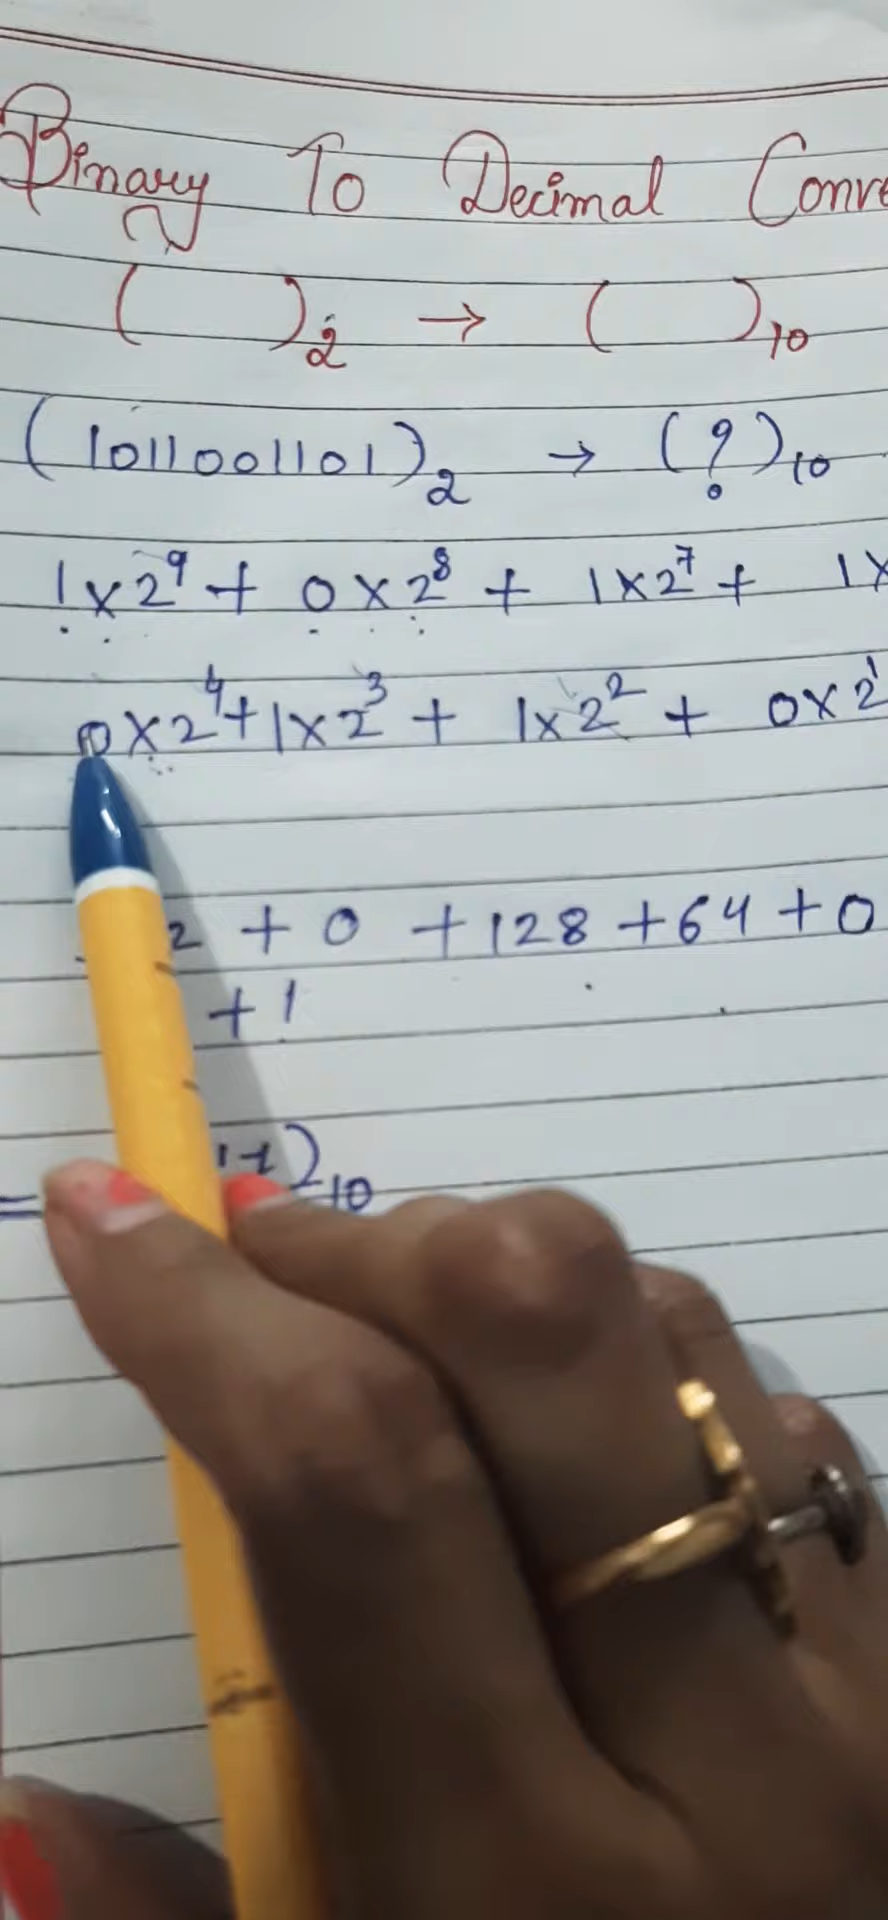 Binary To Decimal Conve
( )₂ → ( )₁₀
(1011001101)₂ → (?)₁₀
1×2⁹ + 0×2⁸ + 1×2⁷ + 1×
0×2⁴+1×2³ + 1×2² + 0×2¹
2 + 0 + 128 + 64 + 0
+ 1
= )₁₀